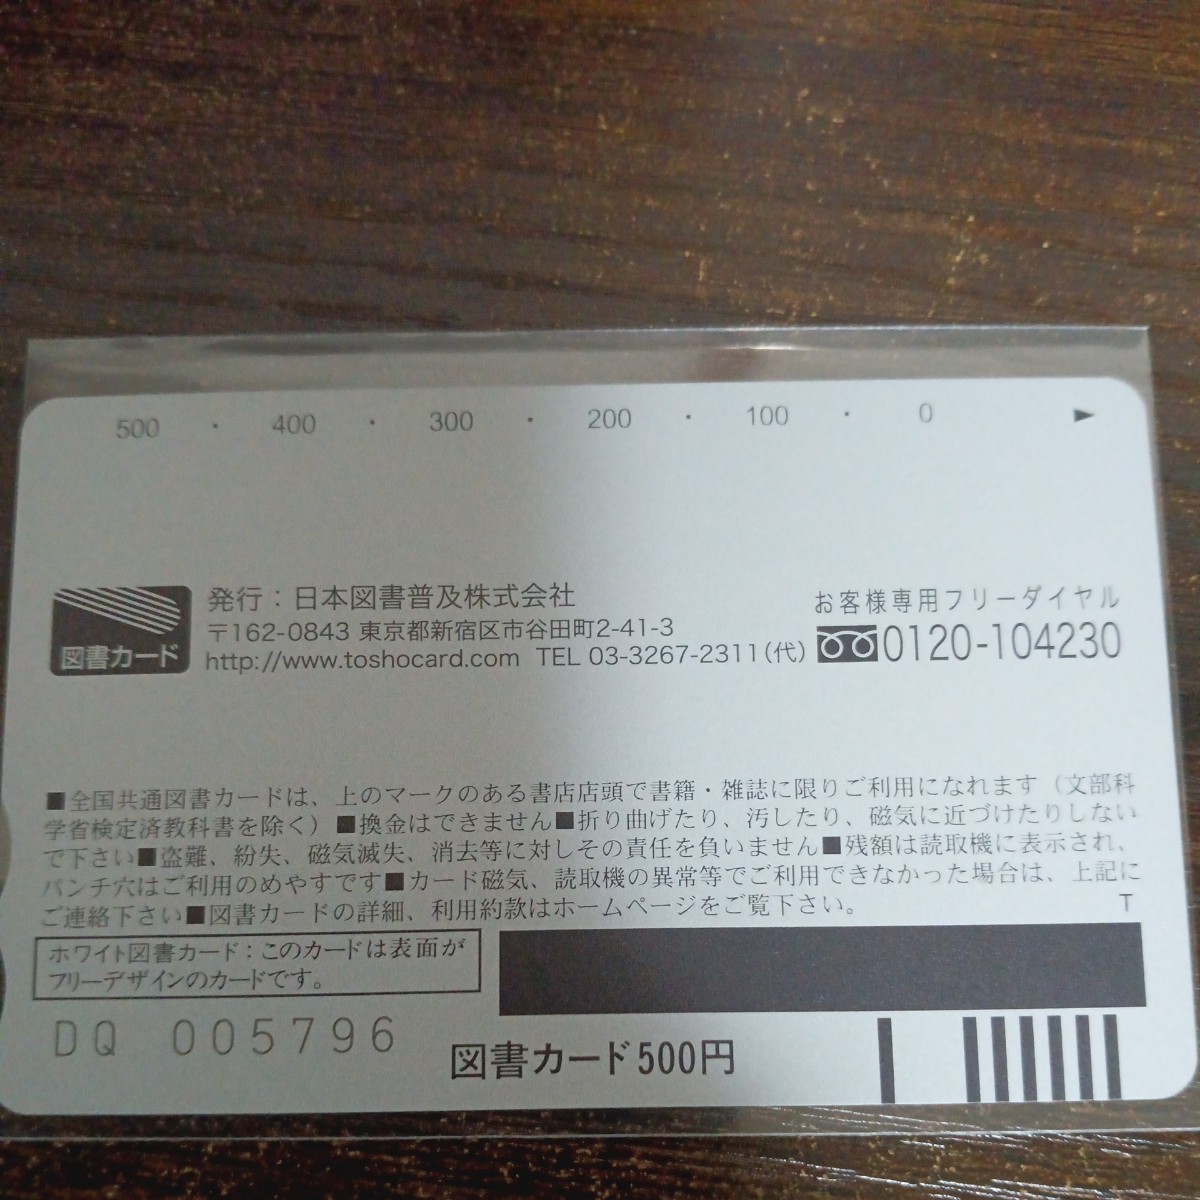 500 ・ 400 ・ 300 ・ 200 ・ 100 ・ 0 ▶
図書カード
発行：日本図書普及株式会社
〒162-0843 東京都新宿区市谷田町2-41-3
http://www.toshocard.com TEL 03-3267-2311(代)
お客様専用フリーダイヤル
0120-104230
■全国共通図書カードは、上のマークのある書店店頭で書籍・雑誌に限りご利用になれます（文部科
学省検定済教科書を除く）■換金はできません■折り曲げたり、汚したり、磁気に近づけたりしない
で下さい■盗難、紛失、磁気滅失、消去等に対しその責任を負いません■残額は読取機に表示され、
パンチ穴はご利用のめやすです■カード磁気、読取機の異常等でご利用できなかった場合は、上記に
ご連絡下さい■図書カードの詳細、利用約款はホームページをご覧下さい。
T
ホワイト図書カード：このカードは表面が
フリーデザインのカードです。
DQ 005796
図書カード500円